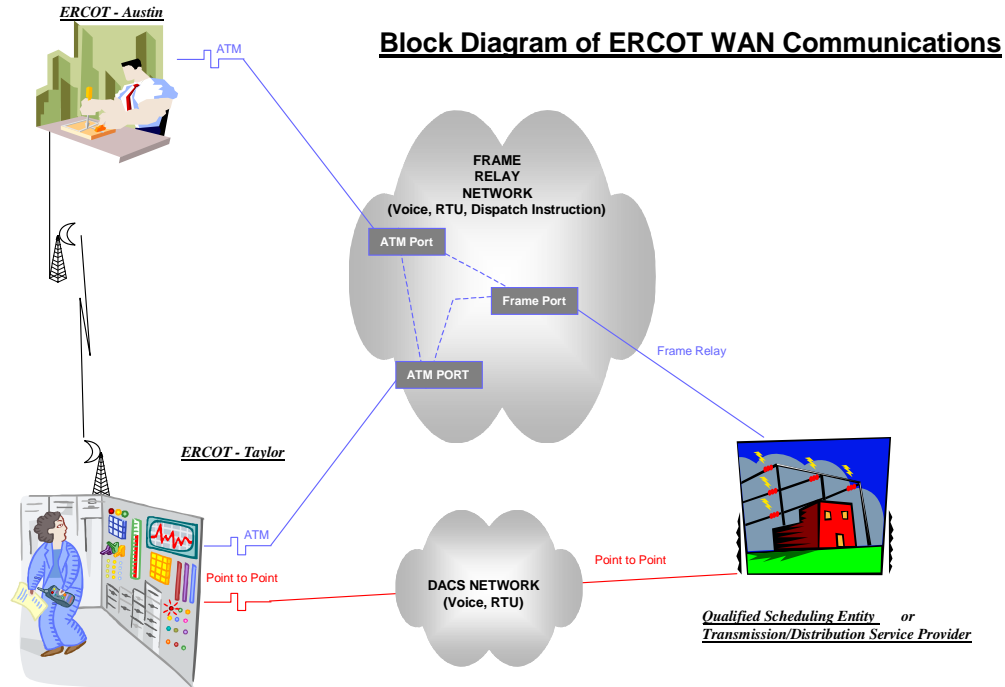 ERCOT - Austin
Block Diagram of ERCOT WAN Communications
ATM
FRAME
RELAY
NETWORK
(Voice, RTU, Dispatch Instruction)
ATM Port
Frame Port
ATM PORT
Frame Relay
ERCOT - Taylor
ATM
Point to Point
DACS NETWORK
(Voice, RTU)
Point to Point
Qualified Scheduling Entity or
Transmission/Distribution Service Provider